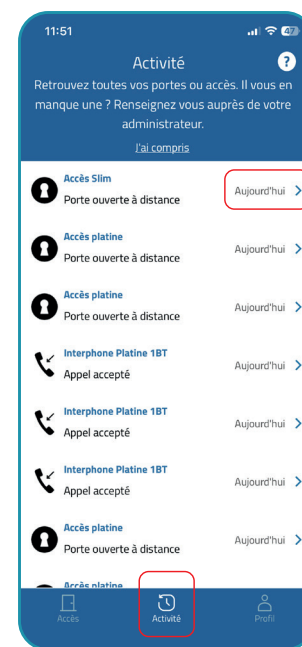 11:51
47
Activité
?
Retrouvez toutes vos portes ou accès. Il vous en
manque une ? Renseignez vous auprès de votre
administrateur.
J'ai compris
Accès Slim
Porte ouverte à distance
Aujourd'hui
Accès platine
Porte ouverte à distance
Aujourd'hui
Accès platine
Porte ouverte à distance
Aujourd'hui
Interphone Platine 1BT
Appel accepté
Aujourd'hui
Interphone Platine 1BT
Appel accepté
Aujourd'hui
Interphone Platine 1BT
Appel accepté
Aujourd'hui
Accès platine
Porte ouverte à distance
Aujourd'hui
Accès platine
Accès
Activité
Profil